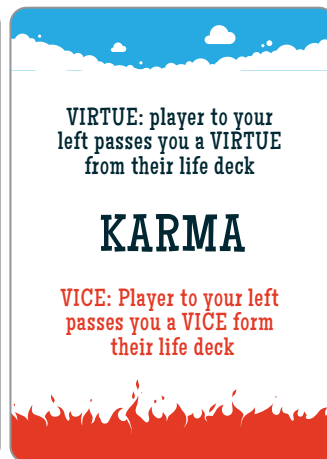 VIRTUE: player to your
left passes you a VIRTUE
from their life deck
KARMA
VICE: Player to your left
passes you a VICE form
their life deck